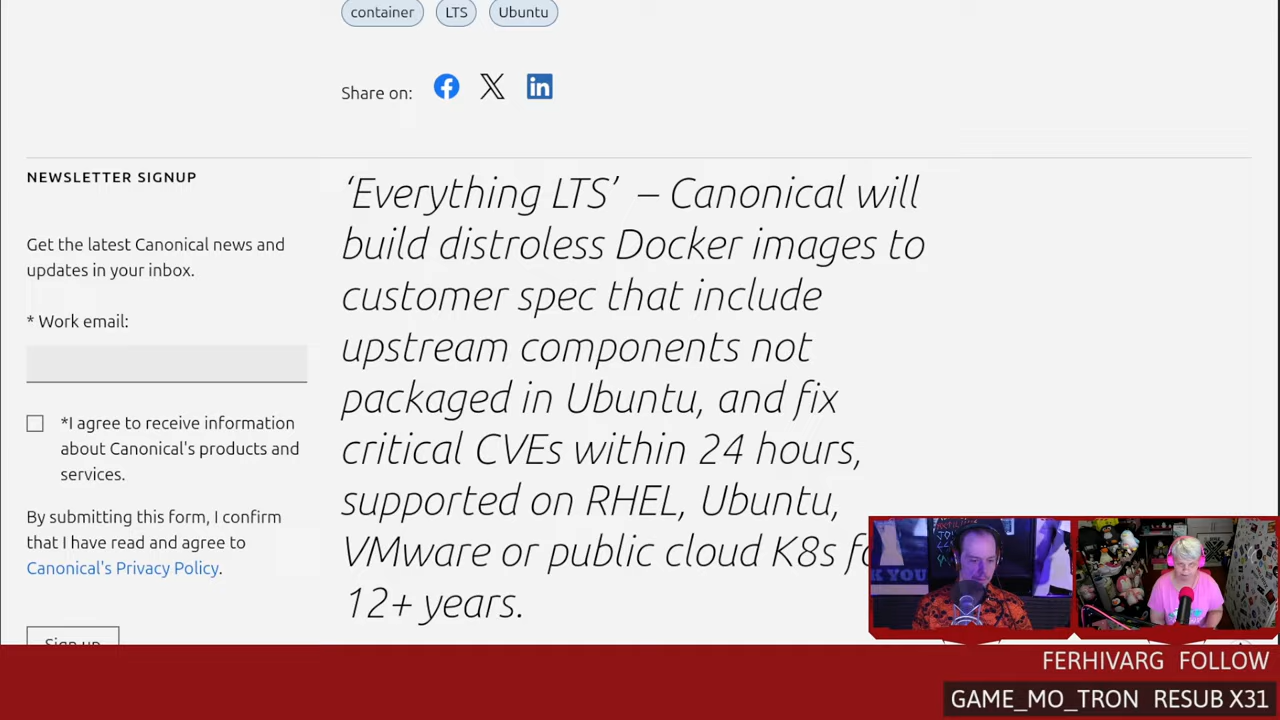 container LTS Ubuntu
Share on:
NEWSLETTER SIGNUP
Get the latest Canonical news and
updates in your inbox.
* Work email:
*I agree to receive information
about Canonical's products and
services.
By submitting this form, I confirm
that I have read and agree to
Canonical's Privacy Policy.
Sign up
‘Everything LTS’ – Canonical will
build distroless Docker images to
customer spec that include
upstream components not
packaged in Ubuntu, and fix
critical CVEs within 24 hours,
supported on RHEL, Ubuntu,
VMware or public cloud K8s
12+ years.
FERHIVARG FOLLOW
GAME_MO_TRON RESUB X31